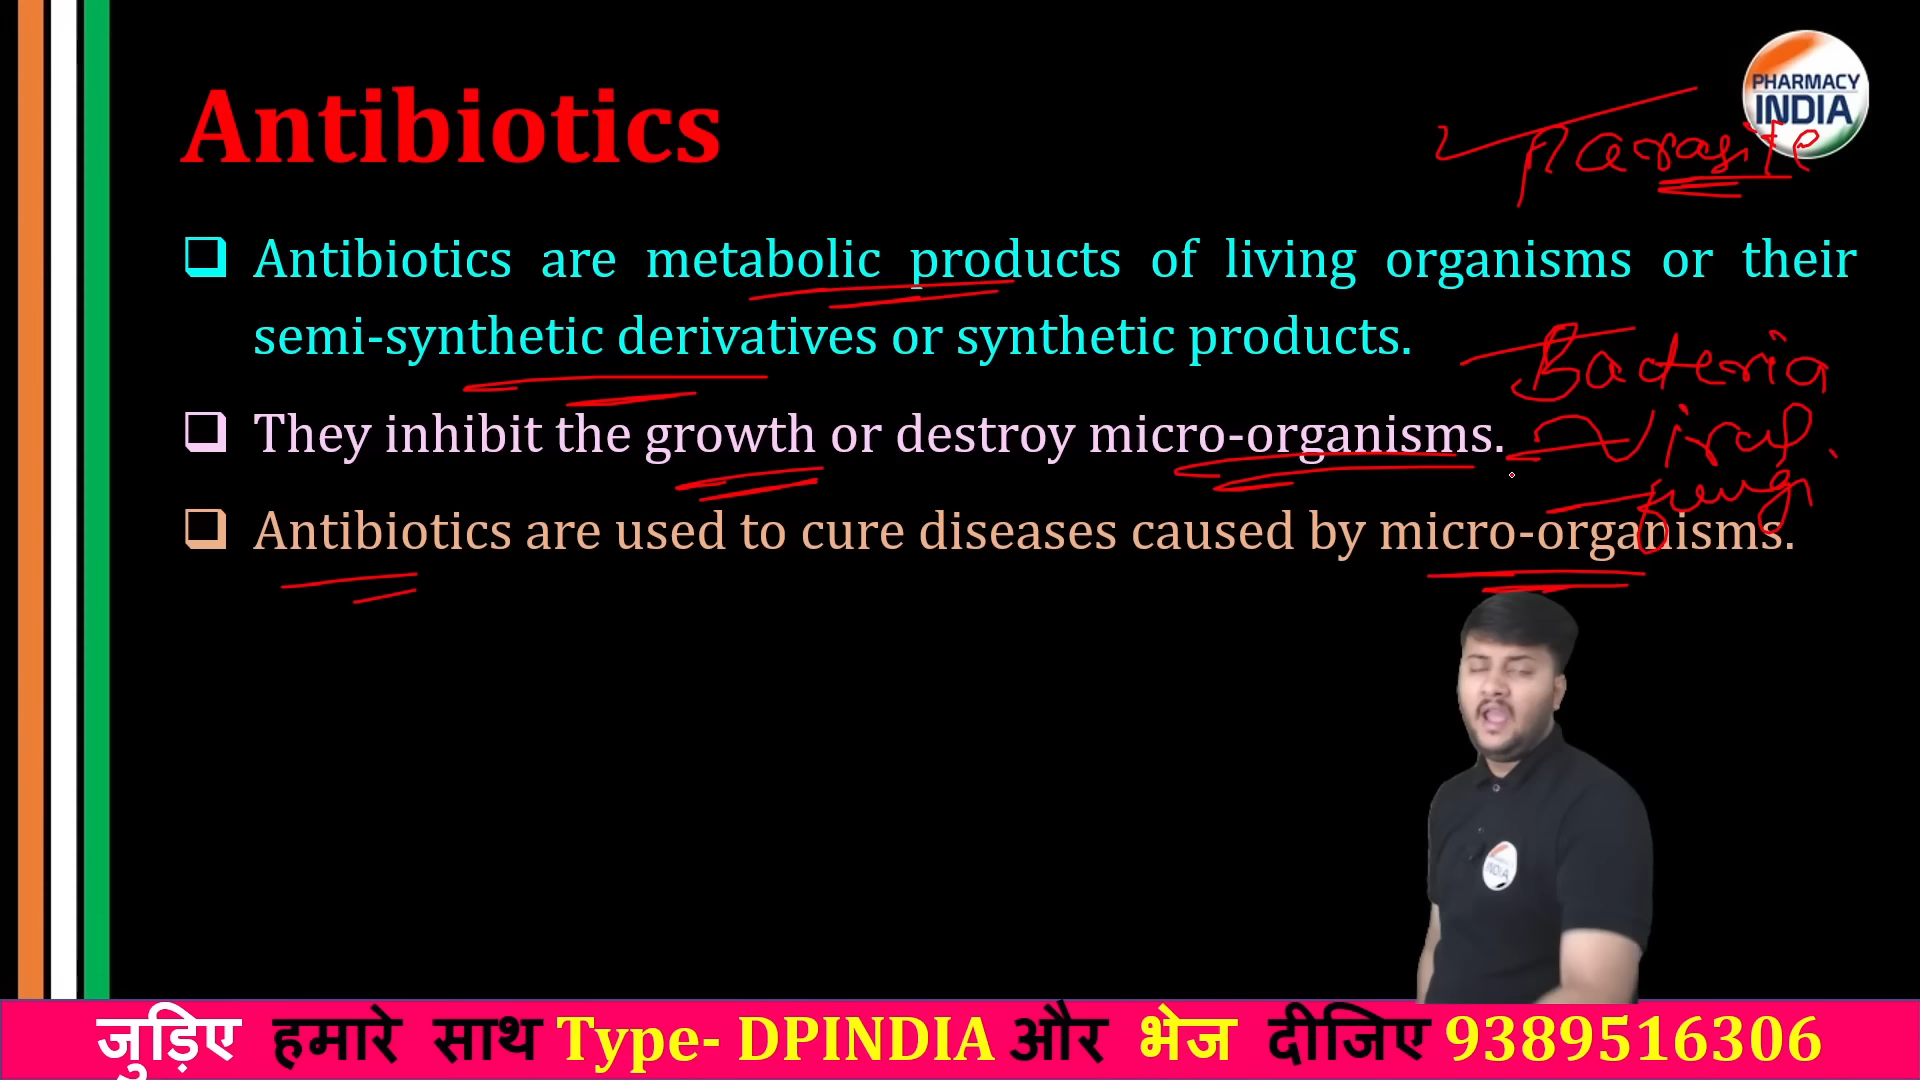 PHARMACY
INDIA
Antibiotics
Parasite
Antibiotics are metabolic products of living organisms or their
semi-synthetic derivatives or synthetic products.
Bacteria
They inhibit the growth or destroy micro-organisms.
Viral
fungi
Antibiotics are used to cure diseases caused by micro-organisms.
INDIA
जुड़िए हमारे साथ Type- DPINDIA और भेज दीजिए 9389516306